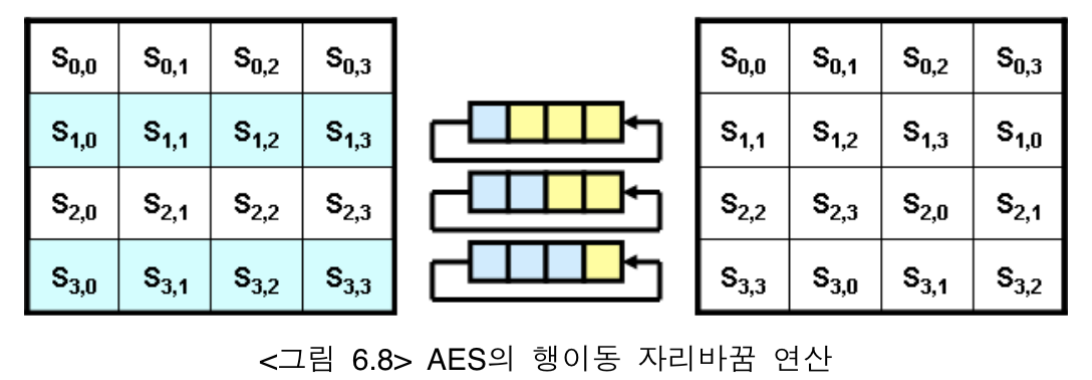 S0,0 S0,1 S0,2 S0,3 S0,0 S0,1 S0,2 S0,3
S1,0 S1,1 S1,2 S1,3 S1,1 S1,2 S1,3 S1,0
S2,0 S2,1 S2,2 S2,3 S2,2 S2,3 S2,0 S2,1
S3,0 S3,1 S3,2 S3,3 S3,3 S3,0 S3,1 S3,2
<그림 6.8> AES의 행이동 자리바꿈 연산